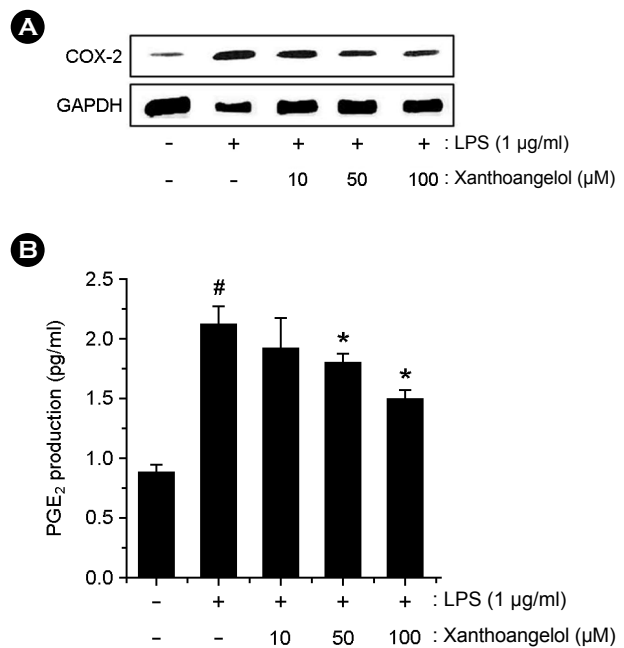 A
COX-2
GAPDH
- + + + + : LPS (1 µg/ml)
- - 10 50 100 : Xanthoangelol (µM)
B
PGE₂ production (pg/ml)
2.5
2.0
1.5
1.0
0.5
0.0
#
*
*
- + + + + : LPS (1 µg/ml)
- - 10 50 100 : Xanthoangelol (µM)